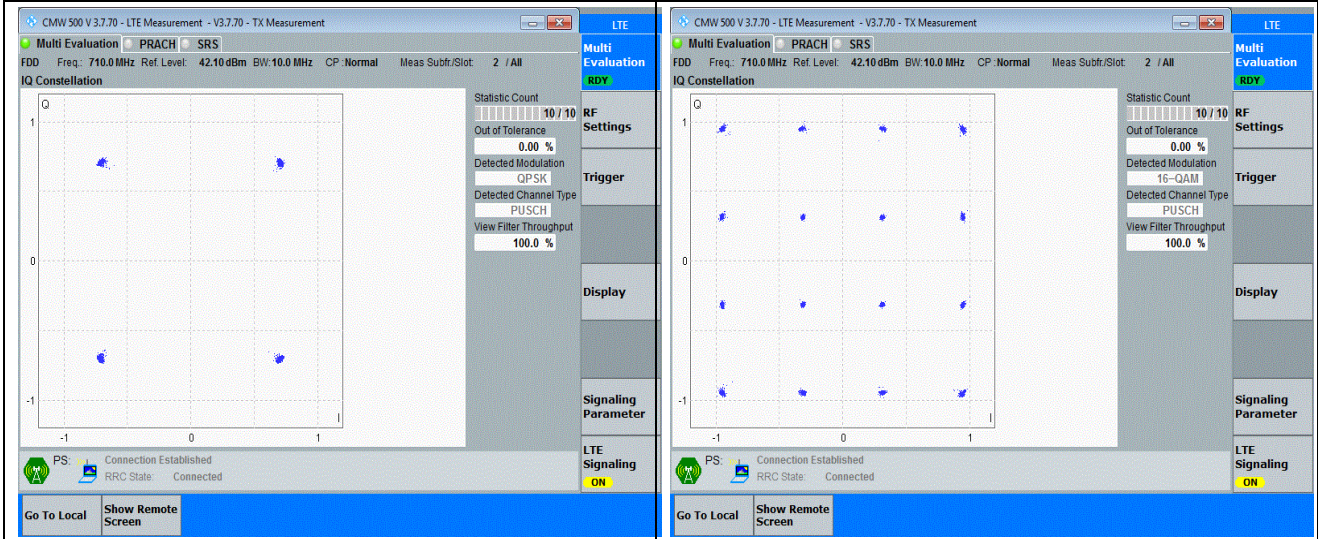 CMW 500 V 3.7.70 - LTE Measurement - V3.7.70 - TX Measurement
LTE
Multi Evaluation PRACH SRS
Multi
Evaluation
RDY
FDD Freq.: 710.0 MHz Ref. Level: 42.10 dBm BW: 10.0 MHz CP : Normal Meas Subfr./Slot: 2 / All
IQ Constellation
Q
1
0
-1
-1 0 1
I
Statistic Count
10 / 10
Out of Tolerance
0.00 %
Detected Modulation
QPSK
Detected Channel Type
PUSCH
View Filter Throughput
100.0 %
RF
Settings
Trigger
Display
Signaling
Parameter
LTE
Signaling
ON
PS: Connection Established
RRC State: Connected
Go To Local
Show Remote
Screen
CMW 500 V 3.7.70 - LTE Measurement - V3.7.70 - TX Measurement
LTE
Multi Evaluation PRACH SRS
Multi
Evaluation
RDY
FDD Freq.: 710.0 MHz Ref. Level: 42.10 dBm BW: 10.0 MHz CP : Normal Meas Subfr./Slot: 2 / All
IQ Constellation
Q
1
0
-1
-1 0 1
I
Statistic Count
10 / 10
Out of Tolerance
0.00 %
Detected Modulation
16-QAM
Detected Channel Type
PUSCH
View Filter Throughput
100.0 %
RF
Settings
Trigger
Display
Signaling
Parameter
LTE
Signaling
ON
PS: Connection Established
RRC State: Connected
Go To Local
Show Remote
Screen